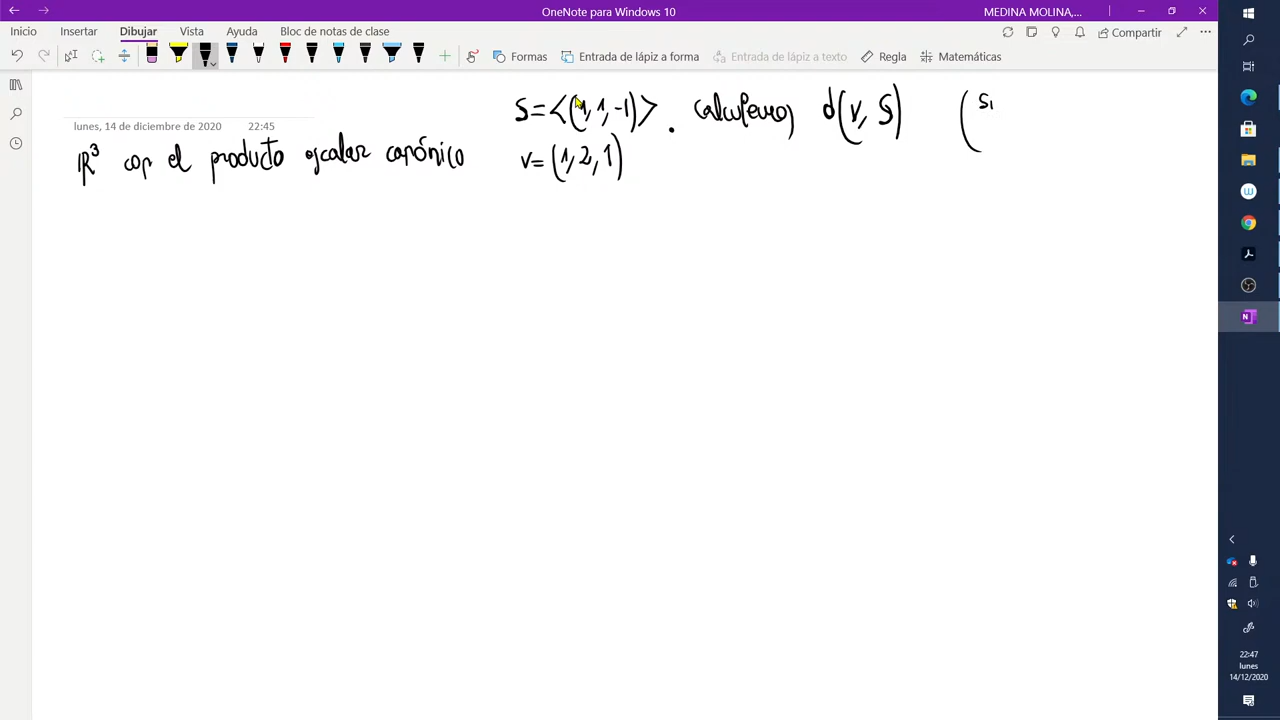 OneNote para Windows 10
MEDINA MOLINA,...
Inicio Insertar Dibujar Vista Ayuda Bloc de notas de clase
Compartir
Formas Entrada de lápiz a forma Entrada de lápiz a texto Regla Matemáticas
S=<(1,1,-1)>. calculemos d(v, S) (Si
lunes, 14 de diciembre de 2020 22:45
R³ con el producto escalar canónico v=(1,2,1)
22:47
lunes
14/12/2020